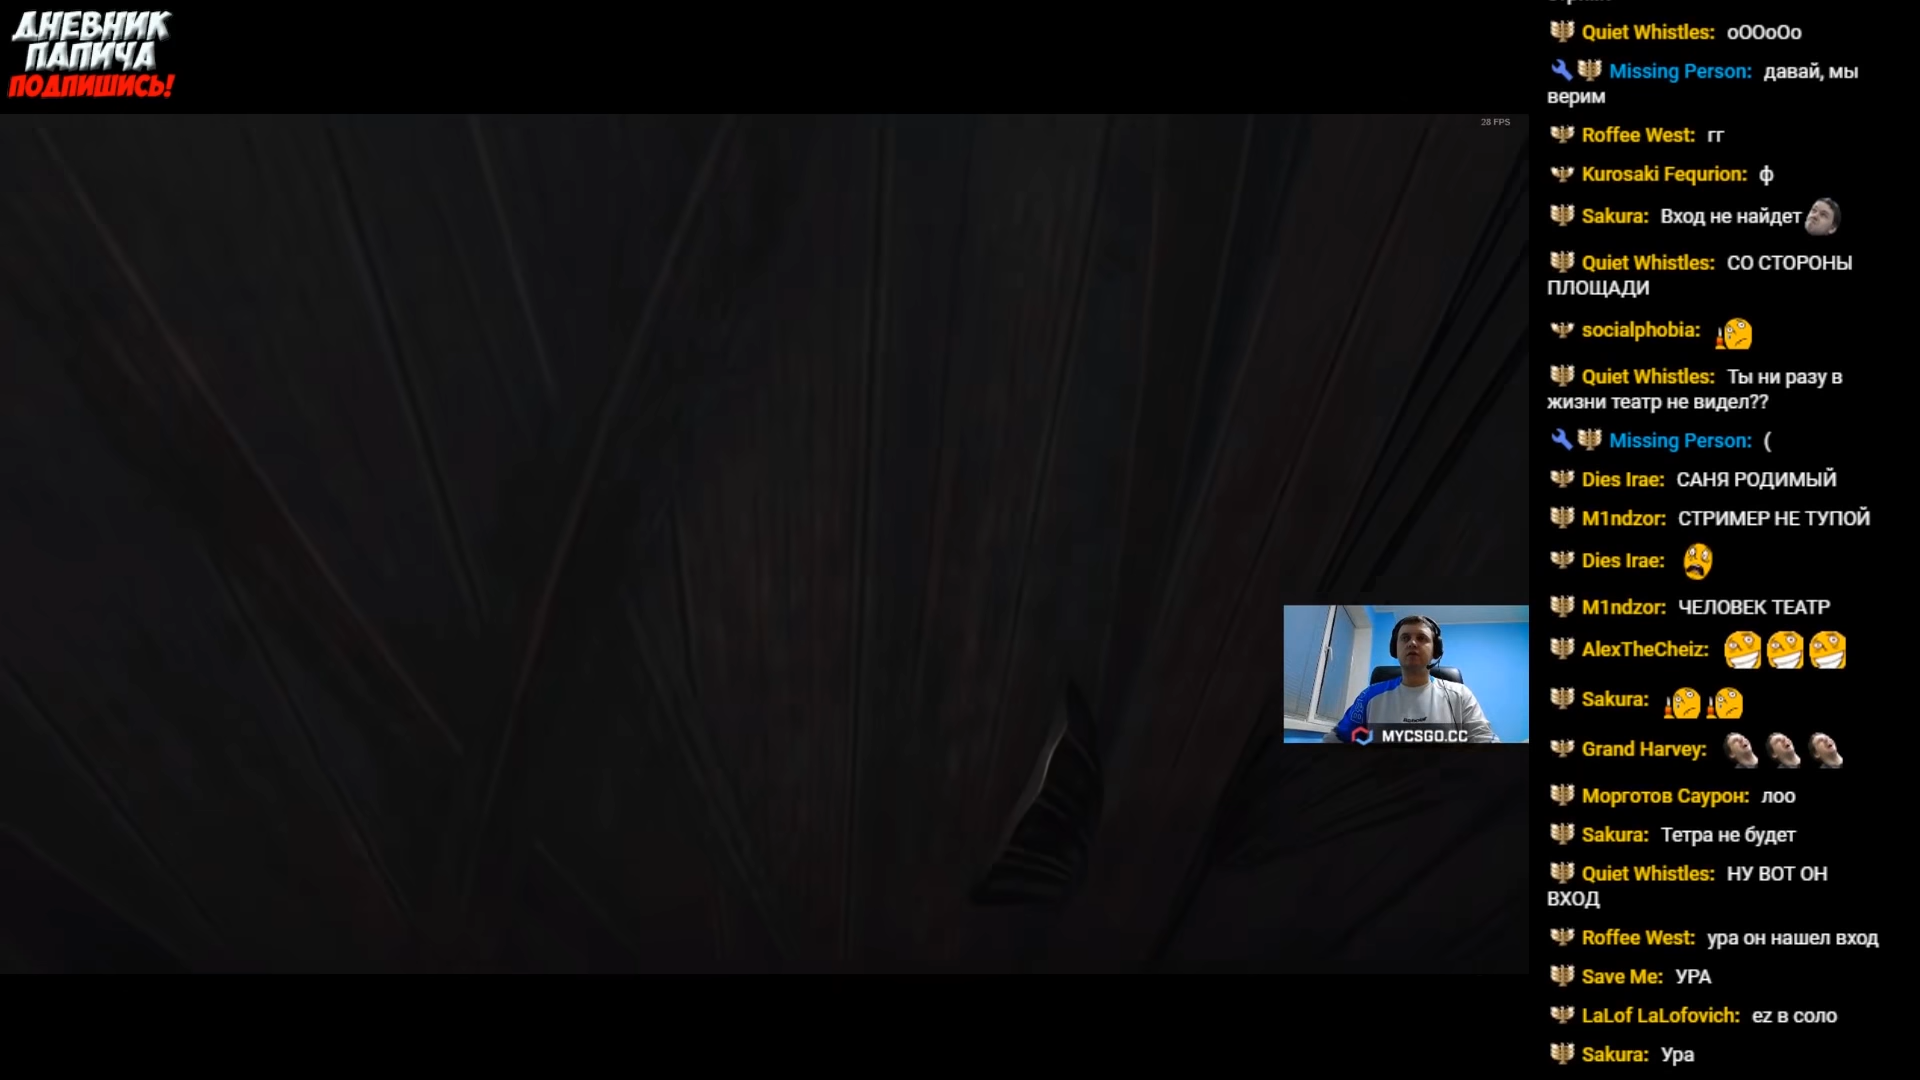 ДНЕВНИК
ПАПИЧА
ПОДПИШИСЬ!
28 FPS
MYCSGO.CC
Quiet Whistles: oOOoOo
Missing Person: давай, мы
верим
Roffee West: гг
Kurosaki Fequrion: ф
Sakura: Вход не найдет
Quiet Whistles: СО СТОРОНЫ
ПЛОЩАДИ
socialphobia:
Quiet Whistles: Ты ни разу в
жизни театр не видел??
Missing Person: (
Dies Irae: САНЯ РОДИМЫЙ
M1ndzor: СТРИМЕР НЕ ТУПОЙ
Dies Irae:
M1ndzor: ЧЕЛОВЕК ТЕАТР
AlexTheCheiz:
Sakura:
Grand Harvey:
Морготов Саурон: лоо
Sakura: Тетра не будет
Quiet Whistles: НУ ВОТ ОН
ВХОД
Roffee West: ура он нашел вход
Save Me: УРА
LaLof LaLofovich: ez в соло
Sakura: Ура